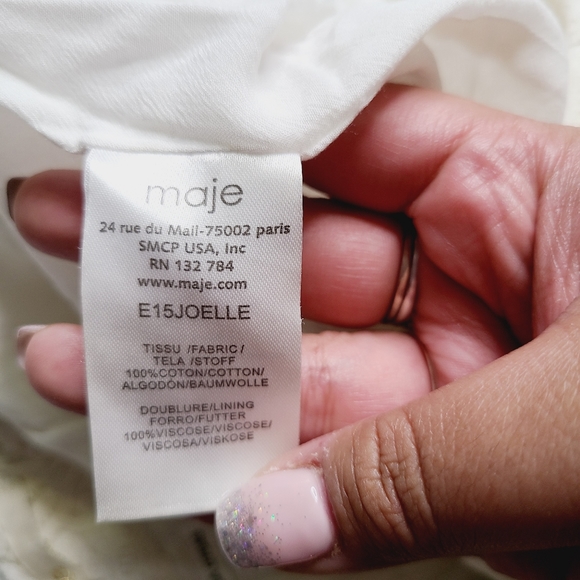 maje
24 rue du Mail-75002 paris
SMCP USA, Inc
RN 132 784
www.maje.com
E15JOELLE
TISSU /FABRIC/
TELA /STOFF
100%COTON/COTTON/
ALGODÓN/BAUMWOLLE
DOUBLURE/LINING
FORRO/FUTTER
100%VISCOSE/VISCOSE/
VISCOSA/VISKOSE